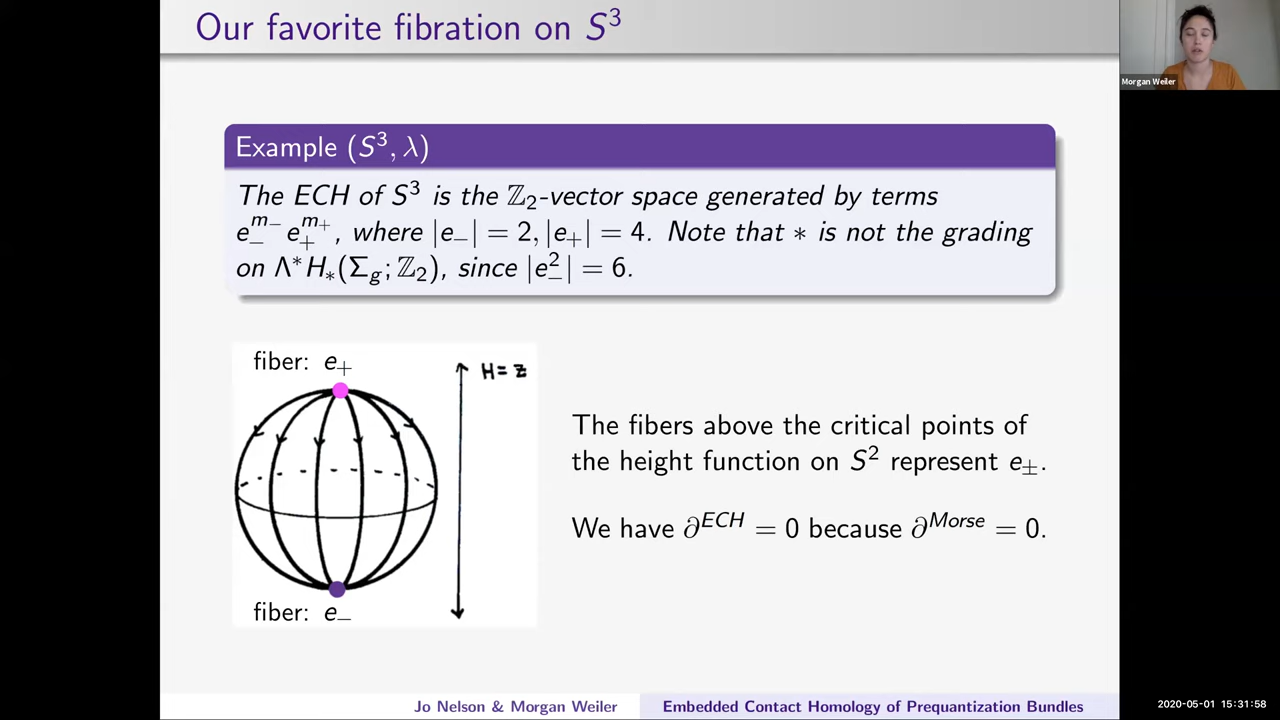 Our favorite fibration on S³
Morgan Weiler
Example (S³, λ)
The ECH of S³ is the ℤ₂-vector space generated by terms
e₋^{m₋} e₊^{m₊}, where |e₋| = 2, |e₊| = 4. Note that * is not the grading
on Λ*H_*(Σ_g; ℤ₂), since |e₋²| = 6.
fiber: e₊
H = z
The fibers above the critical points of
the height function on S² represent e±.
We have ∂^{ECH} = 0 because ∂^{Morse} = 0.
fiber: e₋
Jo Nelson & Morgan Weiler
Embedded Contact Homology of Prequantization Bundles
2020-05-01 15:31:58